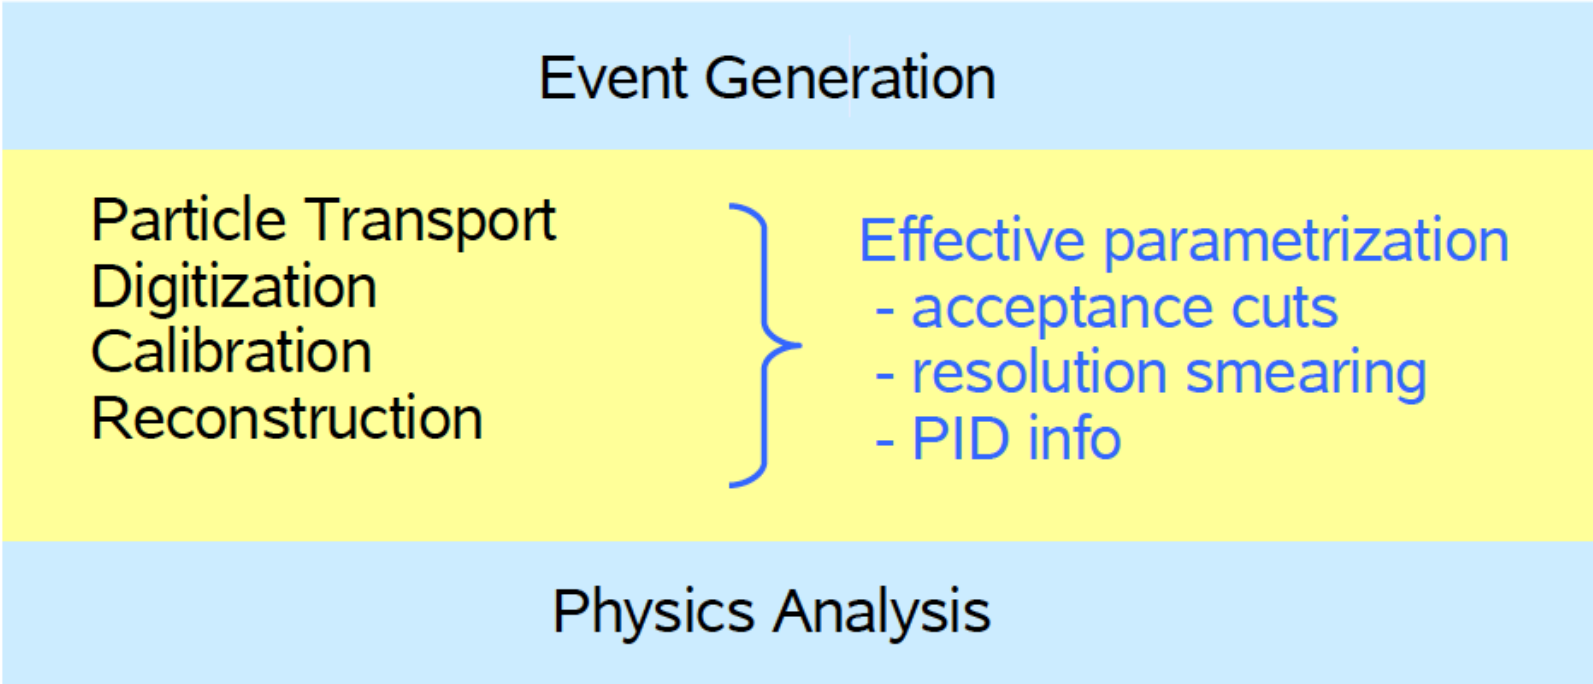 Event Generation
Particle Transport
Digitization
Calibration
Reconstruction
Effective parametrization
- acceptance cuts
- resolution smearing
- PID info
Physics Analysis